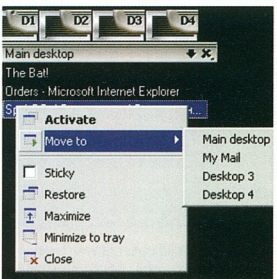 D1 D2 D3 D4
Main desktop
The Bat!
Orders - Microsoft Internet Explorer
Activate
Move to
Main desktop
My Mail
Desktop 3
Desktop 4
Sticky
Restore
Maximize
Minimize to tray
Close